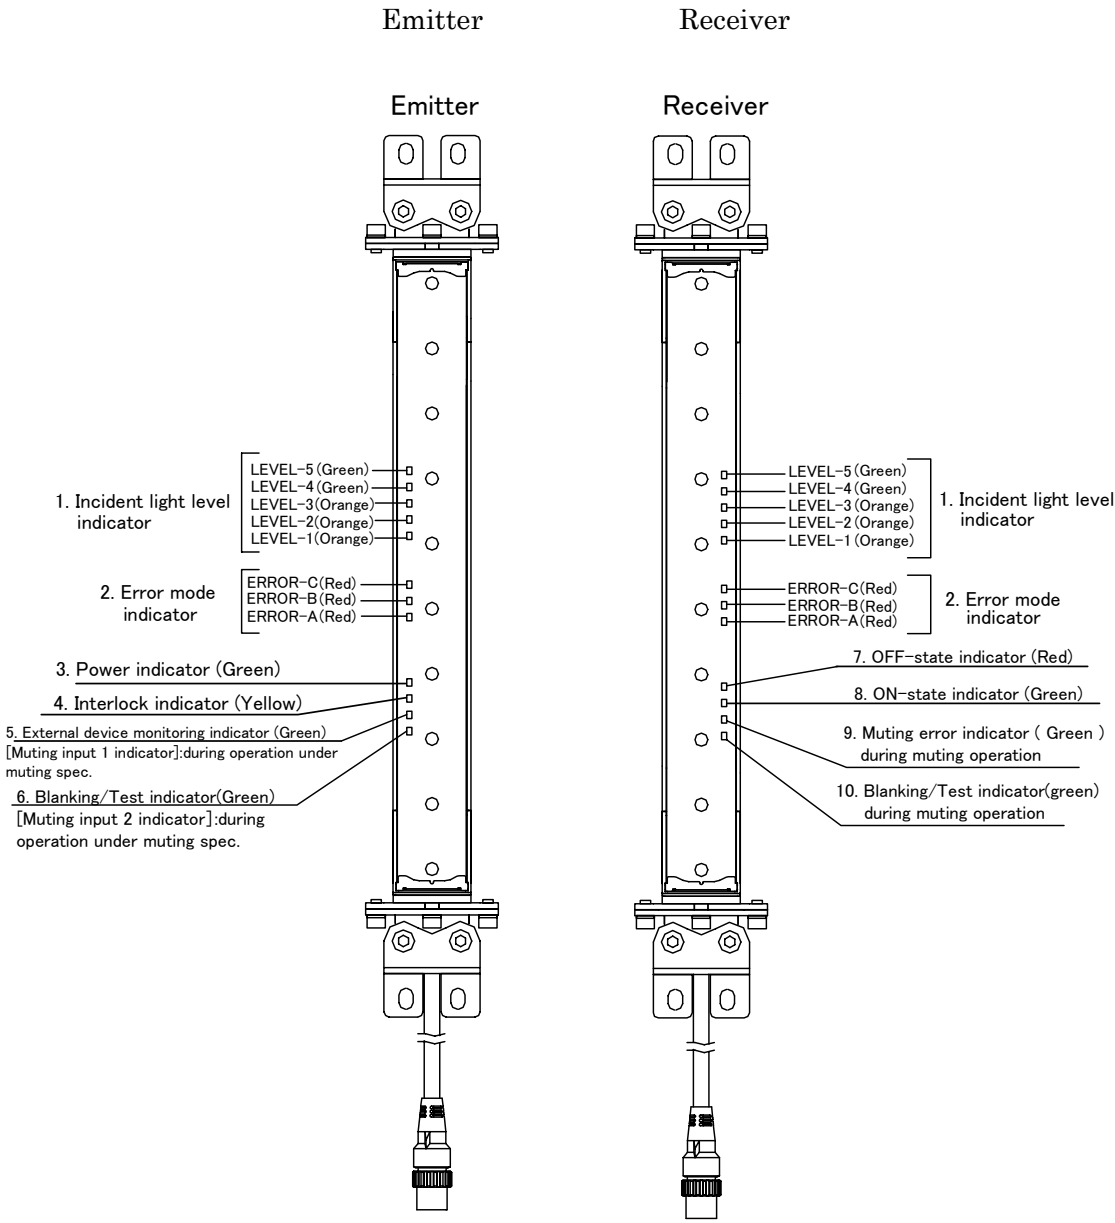 Emitter
Receiver
Emitter
Receiver
LEVEL-5(Green)
LEVEL-4(Green)
LEVEL-3(Orange)
LEVEL-2(Orange)
LEVEL-1(Orange)
1. Incident light level
indicator
ERROR-C(Red)
ERROR-B(Red)
ERROR-A(Red)
2. Error mode
indicator
3. Power indicator (Green)
4. Interlock indicator (Yellow)
5. External device monitoring indicator (Green)
[Muting input 1 indicator]:during operation under
muting spec.
6. Blanking/Test indicator(Green)
[Muting input 2 indicator]:during
operation under muting spec.
LEVEL-5(Green)
LEVEL-4(Green)
LEVEL-3(Orange)
LEVEL-2(Orange)
LEVEL-1(Orange)
1. Incident light level
indicator
ERROR-C(Red)
ERROR-B(Red)
ERROR-A(Red)
2. Error mode
indicator
7. OFF-state indicator (Red)
8. ON-state indicator (Green)
9. Muting error indicator ( Green )
during muting operation
10. Blanking/Test indicator(green)
during muting operation